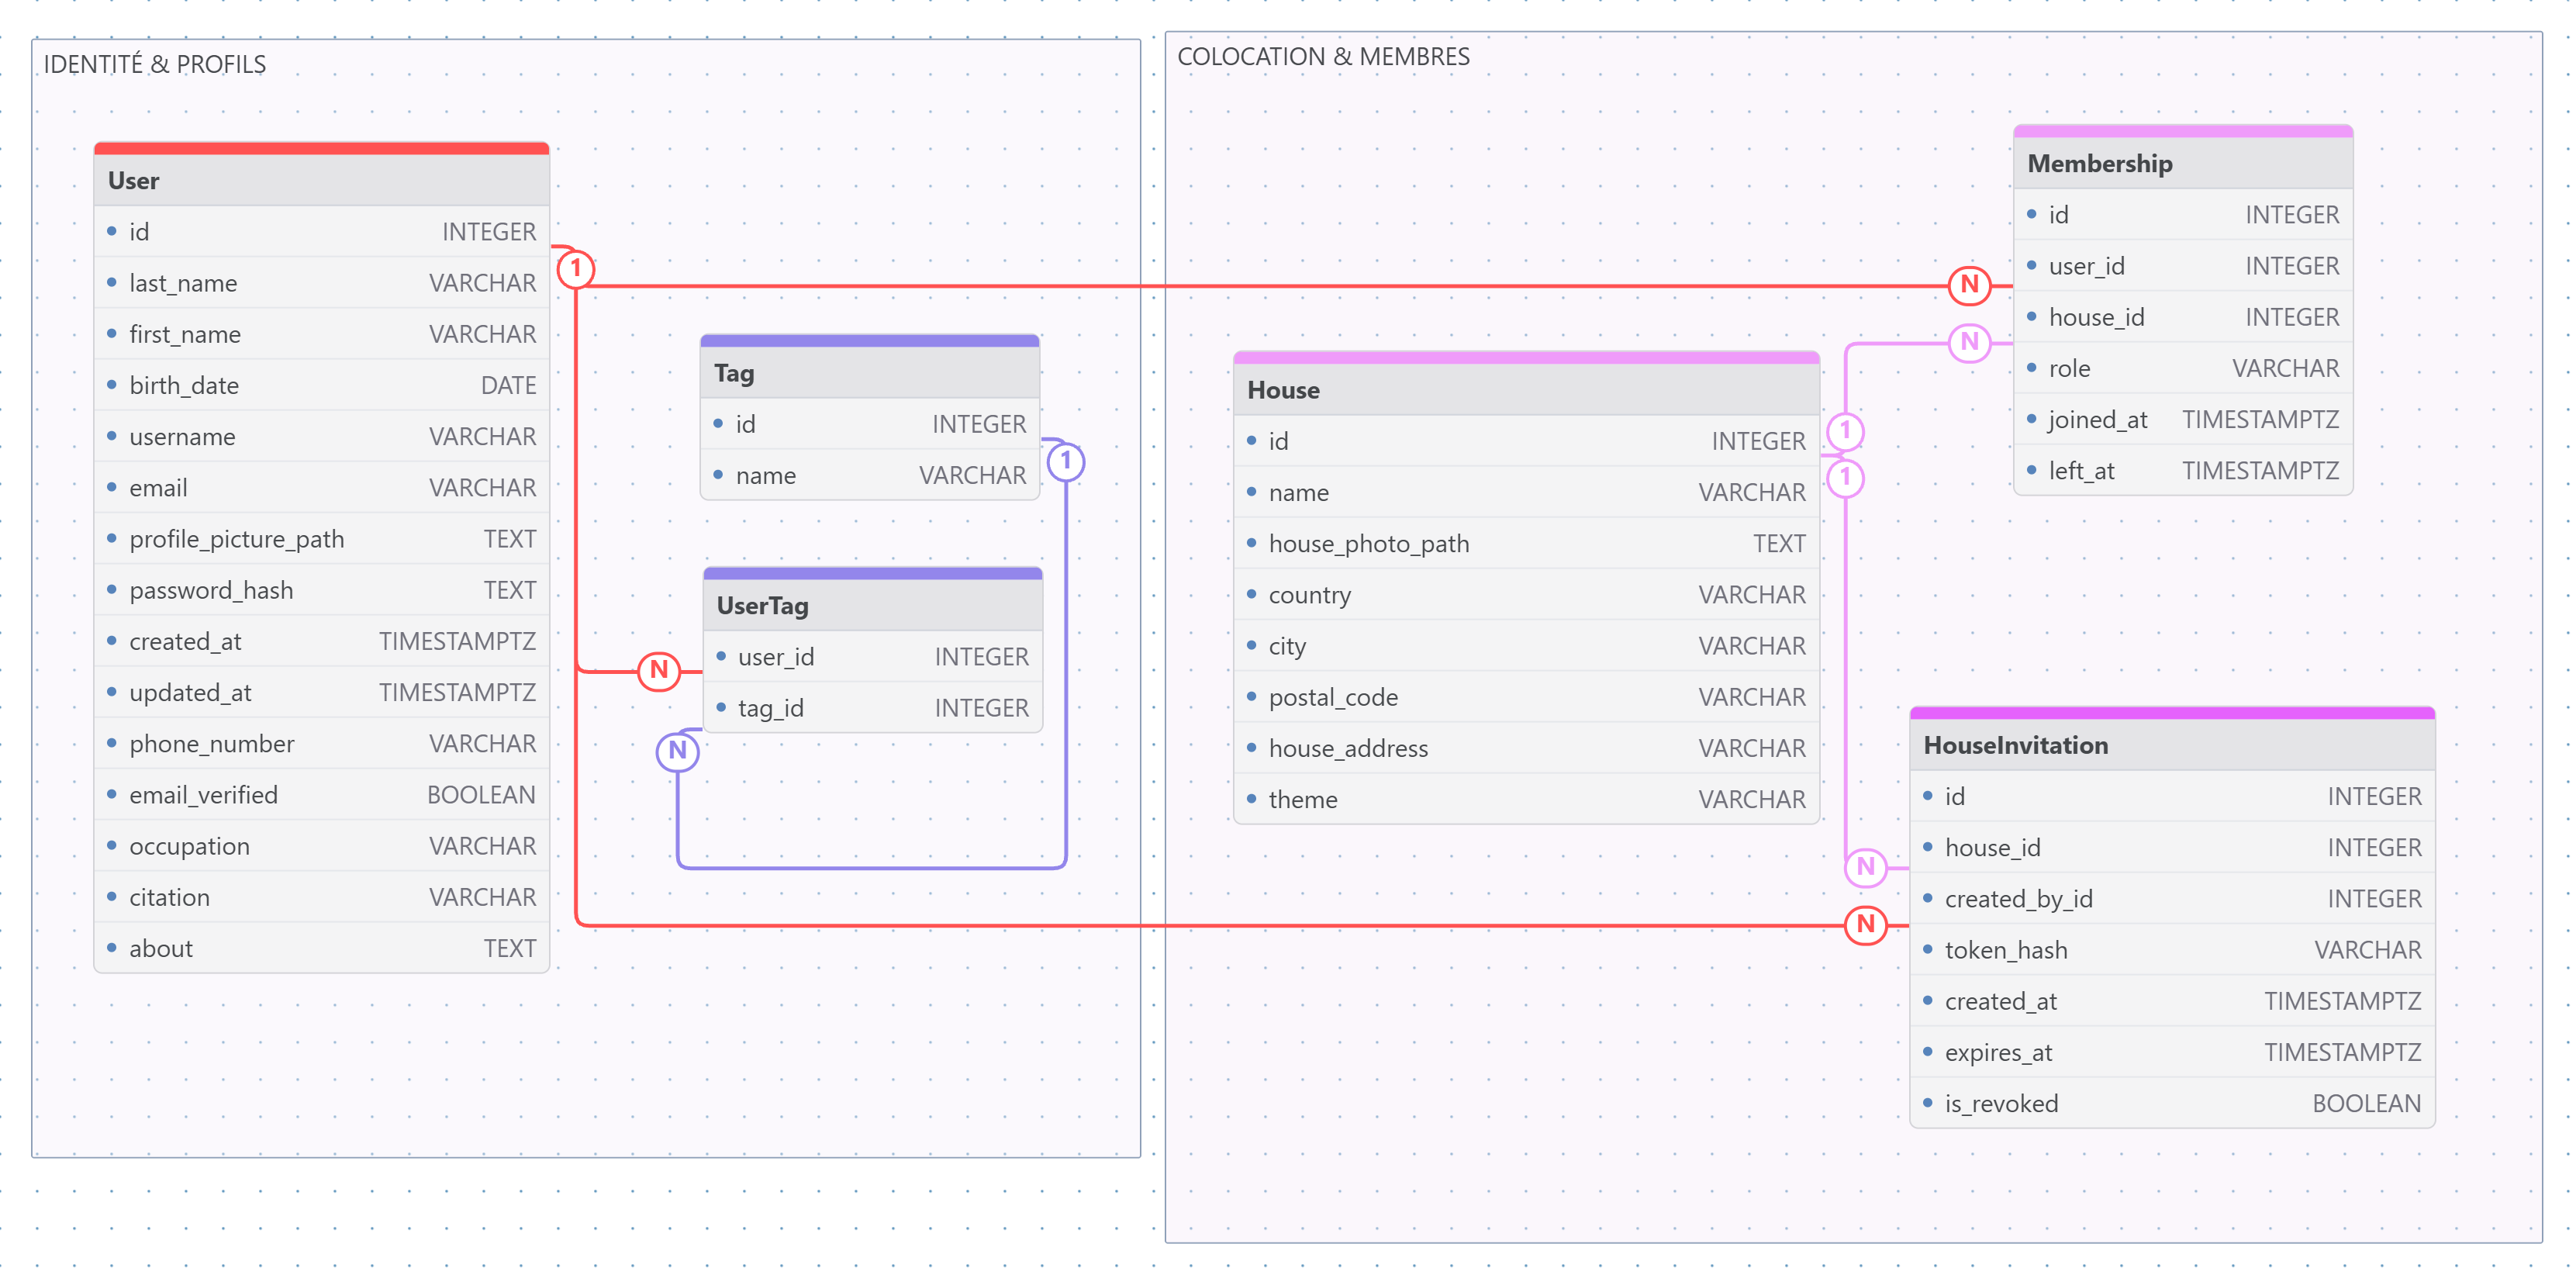 IDENTITÉ & PROFILS
User
id INTEGER
last_name VARCHAR
first_name VARCHAR
birth_date DATE
username VARCHAR
email VARCHAR
profile_picture_path TEXT
password_hash TEXT
created_at TIMESTAMPTZ
updated_at TIMESTAMPTZ
phone_number VARCHAR
email_verified BOOLEAN
occupation VARCHAR
citation VARCHAR
about TEXT
1
N
Tag
id INTEGER
name VARCHAR
1
UserTag
user_id INTEGER
tag_id INTEGER
N
COLOCATION & MEMBRES
House
id INTEGER
name VARCHAR
house_photo_path TEXT
country VARCHAR
city VARCHAR
postal_code VARCHAR
house_address VARCHAR
theme VARCHAR
N
N
1
1
Membership
id INTEGER
user_id INTEGER
house_id INTEGER
role VARCHAR
joined_at TIMESTAMPTZ
left_at TIMESTAMPTZ
N
N
HouseInvitation
id INTEGER
house_id INTEGER
created_by_id INTEGER
token_hash VARCHAR
created_at TIMESTAMPTZ
expires_at TIMESTAMPTZ
is_revoked BOOLEAN